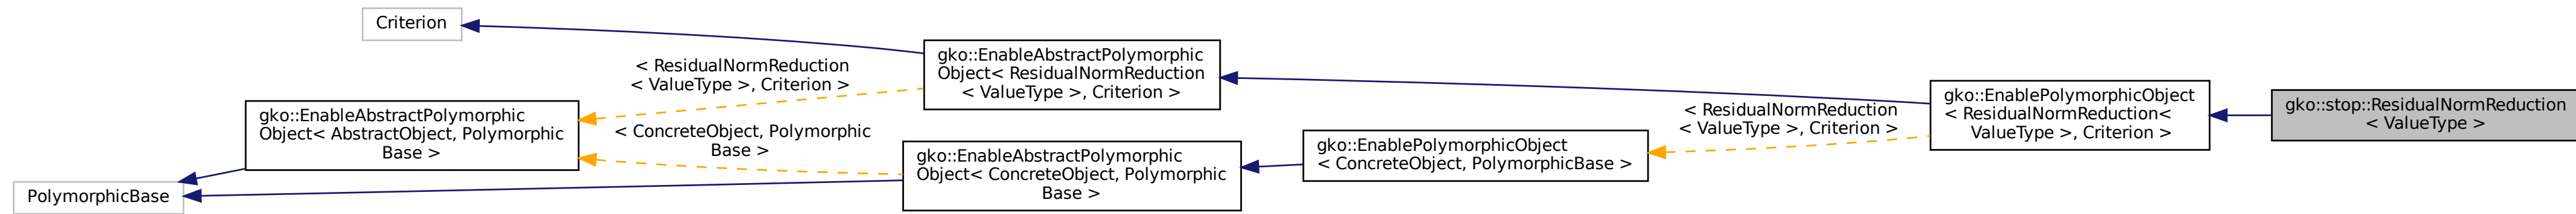 Criterion
gko::EnableAbstractPolymorphic
Object< ResidualNormReduction
< ValueType >, Criterion >
< ResidualNormReduction
< ValueType >, Criterion >
gko::EnablePolymorphicObject
< ResidualNormReduction<
ValueType >, Criterion >
gko::stop::ResidualNormReduction
< ValueType >
gko::EnableAbstractPolymorphic
Object< AbstractObject, Polymorphic
Base >
< ConcreteObject, Polymorphic
Base >
< ResidualNormReduction
< ValueType >, Criterion >
gko::EnablePolymorphicObject
< ConcreteObject, PolymorphicBase >
gko::EnableAbstractPolymorphic
Object< ConcreteObject, Polymorphic
Base >
PolymorphicBase